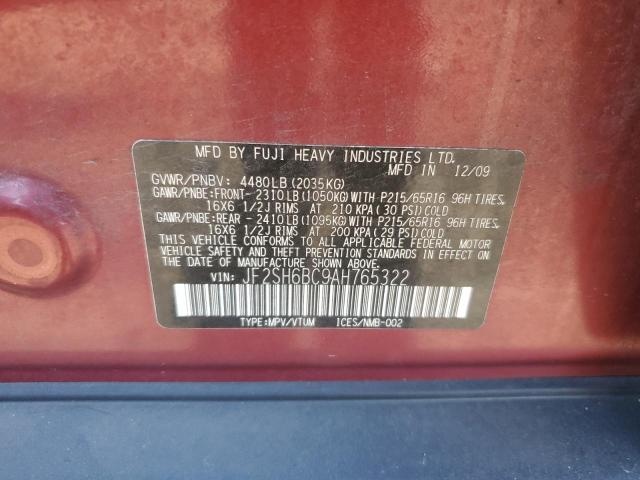 MFD BY FUJI HEAVY INDUSTRIES LTD.
MFD IN 12/09
GVWR/PNBV: 4480LB(2035KG)
GAWR/PNBE:FRONT-2310LB(1050KG)WITH P215/65R16 96H TIRES,
16X6 1/2J RIMS AT 210 KPA(30 PSI)COLD
GAWR/PNBE:REAR -2410LB(1095KG)WITH P215/65R16 96H TIRES,
16X6 1/2J RIMS AT 200 KPA(29 PSI)COLD
THIS VEHICLE CONFORMS TO ALL APPLICABLE FEDERAL MOTOR
VEHICLE SAFETY AND THEFT PREVENTION STANDARDS IN EFFECT ON
THE DATE OF MANUFACTURE SHOWN ABOVE.
VIN: JF2SH6BC9AH765322
TYPE:MPV/VTUM ICES/NMB-002